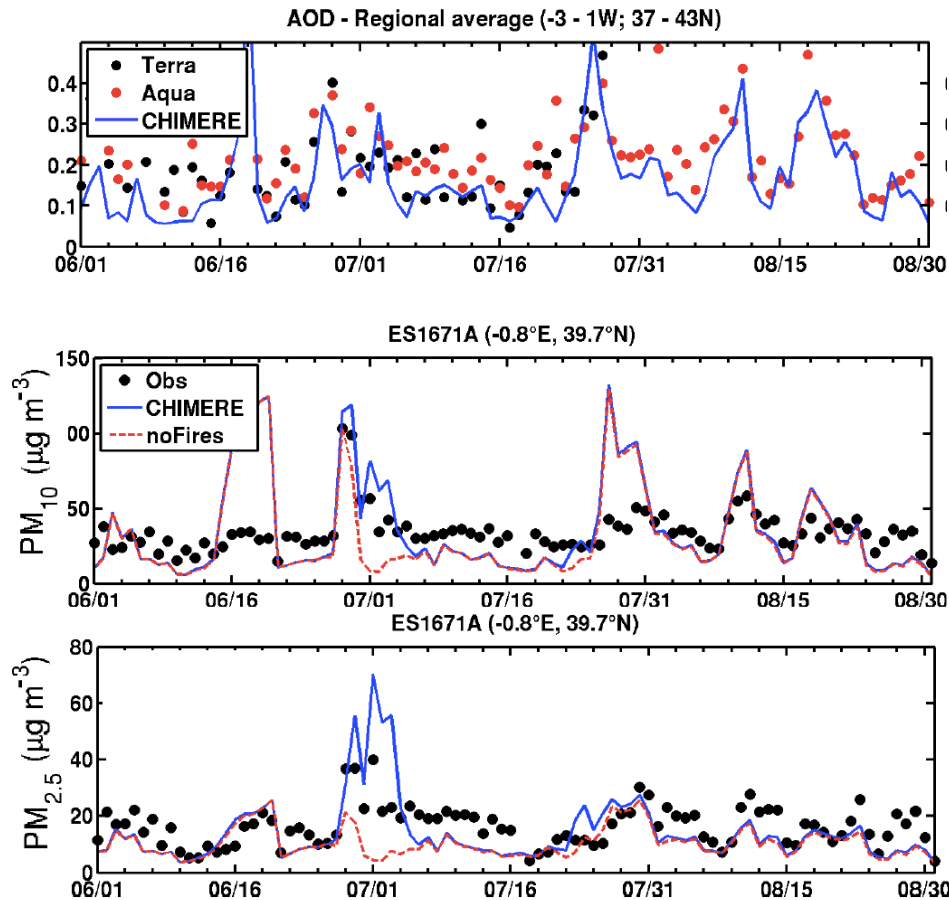 AOD - Regional average (-3 - 1W; 37 - 43N)
Terra
Aqua
CHIMERE
0.4
0.3
0.2
0.1
0
0
0
0
0
06/01 06/16 07/01 07/16 07/31 08/15 08/30
ES1671A (-0.8°E, 39.7°N)
Obs
CHIMERE
noFires
PM10 (µg m-3)
150
00
50
0
06/01 06/16 07/01 07/16 07/31 08/15 08/30
ES1671A (-0.8°E, 39.7°N)
PM2.5 (µg m-3)
80
60
40
20
0
06/01 06/16 07/01 07/16 07/31 08/15 08/30